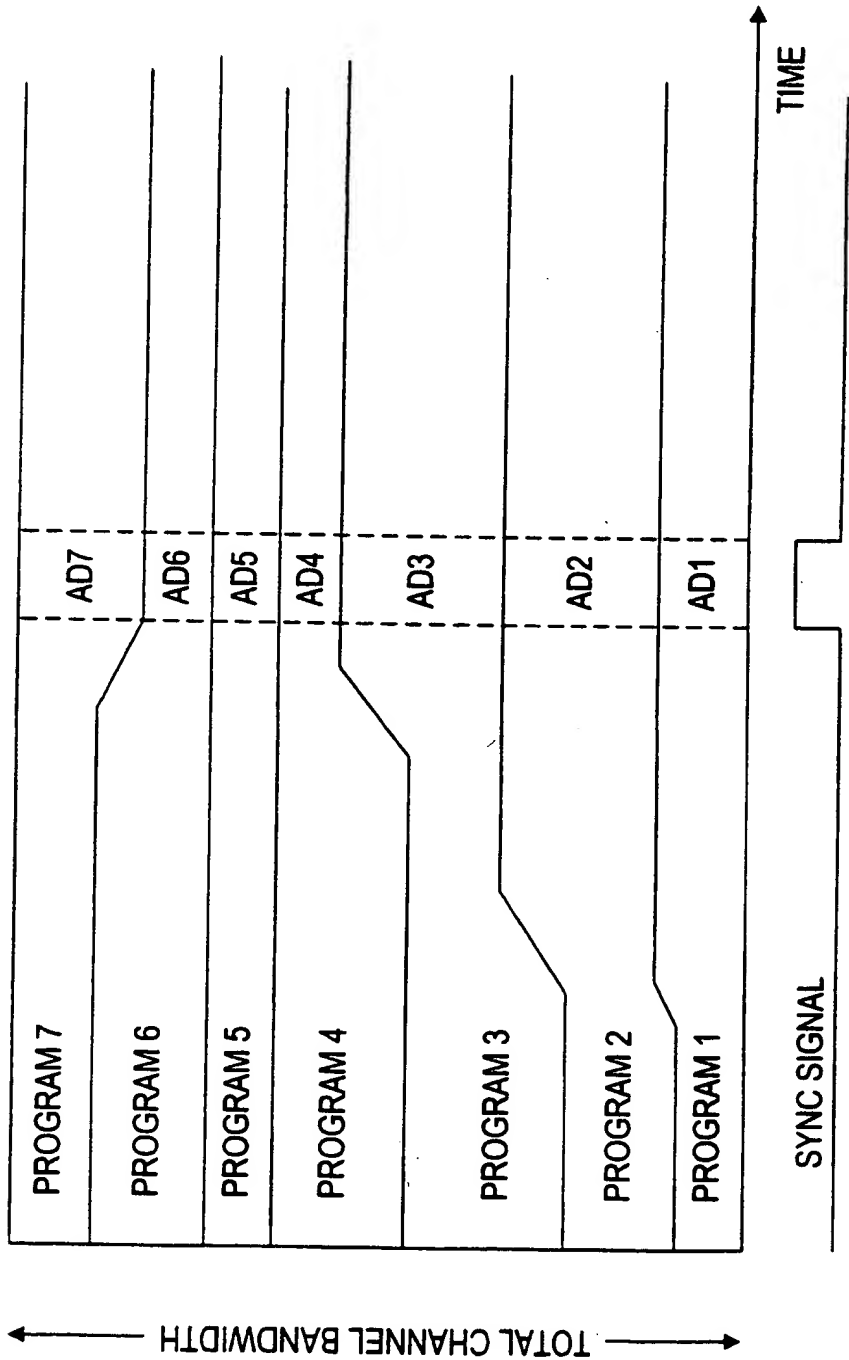 TOTAL CHANNEL BANDWIDTH
PROGRAM 7
PROGRAM 6
PROGRAM 5
PROGRAM 4
PROGRAM 3
PROGRAM 2
PROGRAM 1
AD7
AD6
AD5
AD4
AD3
AD2
AD1
TIME
SYNC SIGNAL